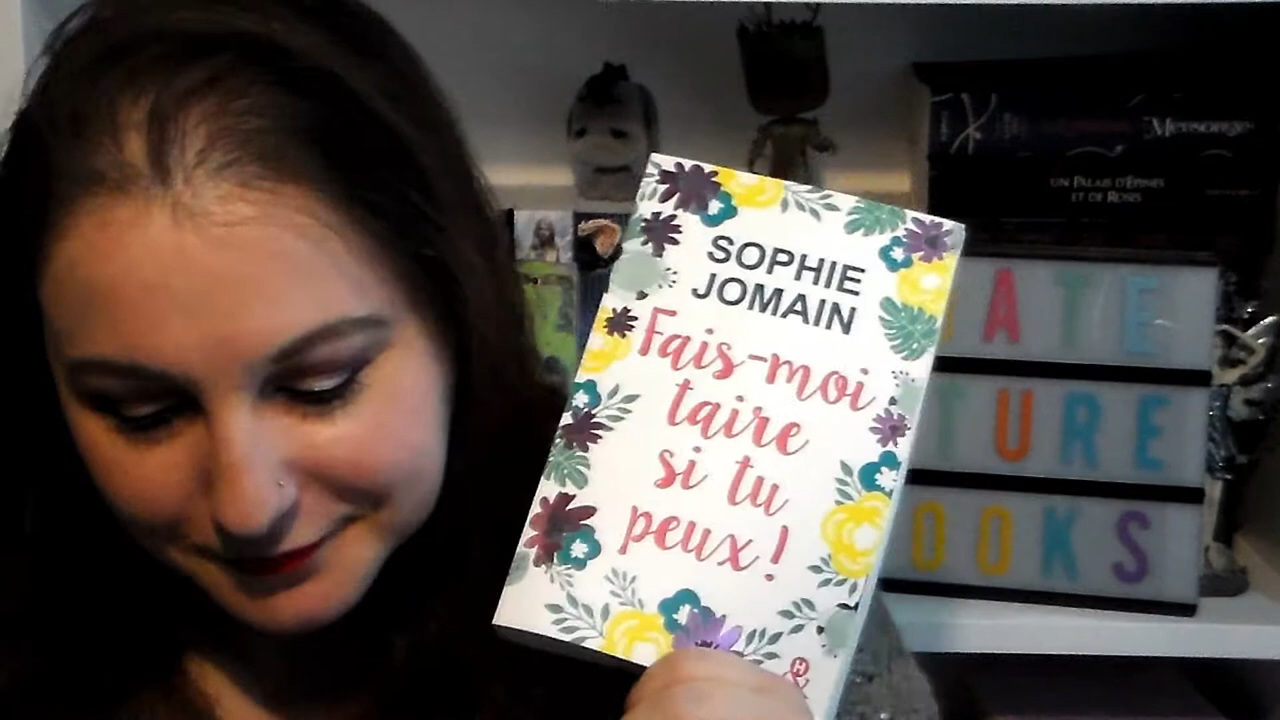 SOPHIE
JOMAIN
Fais-moi
taire
si tu
peux!
H
&
Mensonge
UN PALAIS D'ÉPINES
ET DE ROSES
ATE
TURE
OOKS